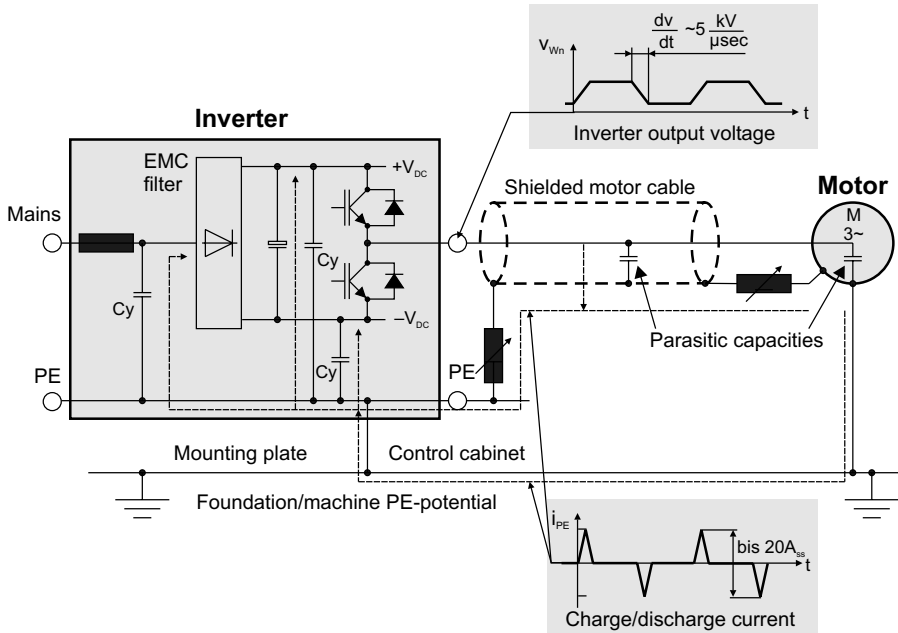 v_Wn
dv/dt ~5 kV/µsec
t
Inverter output voltage
Inverter
EMC
filter
+V_DC
Shielded motor cable
Motor
M
3~
Mains
Cy
Cy
–V_DC
Cy
Parasitic capacities
PE
PE
Mounting plate
Control cabinet
Foundation/machine PE-potential
i_PE
bis 20A_ss
t
Charge/discharge current